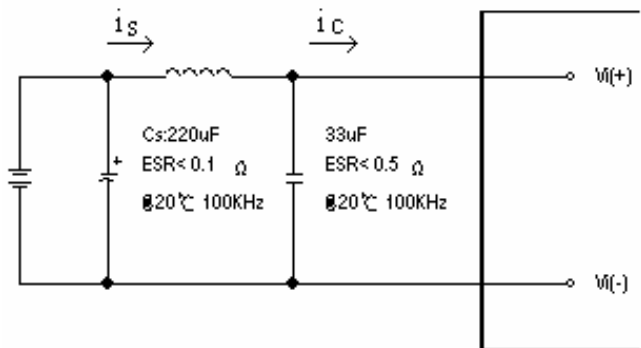 is
ic
Vi(+)
Cs:220uF
ESR<0.1 Ω
@20℃ 100KHz
+
33uF
ESR<0.5 Ω
@20℃ 100KHz
Vi(-)